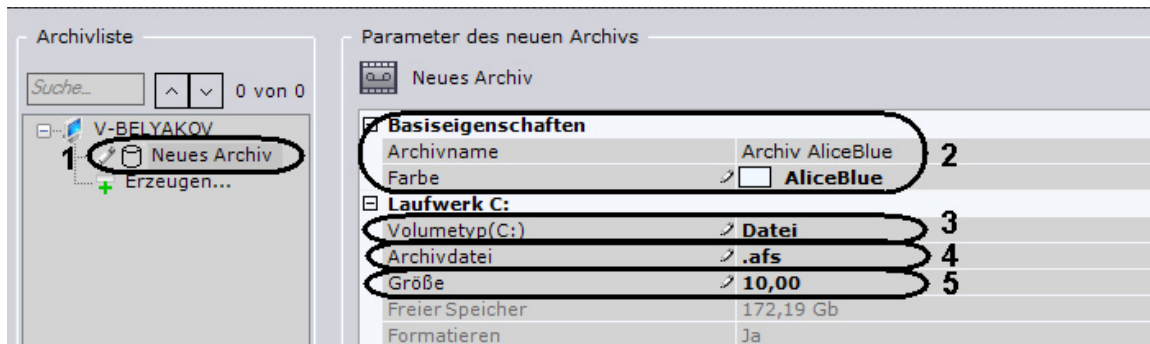 Archivliste
Suche...
0 von 0
V-BELYAKOV
1
Neues Archiv
Erzeugen...
Parameter des neuen Archivs
Neues Archiv
Basiseigenschaften
Archivname Archiv AliceBlue
2
Farbe AliceBlue
Laufwerk C:
Volumetyp(C:) Datei 3
Archivdatei .afs 4
Größe 10,00 5
Freier Speicher 172,19 Gb
Formatieren Ja